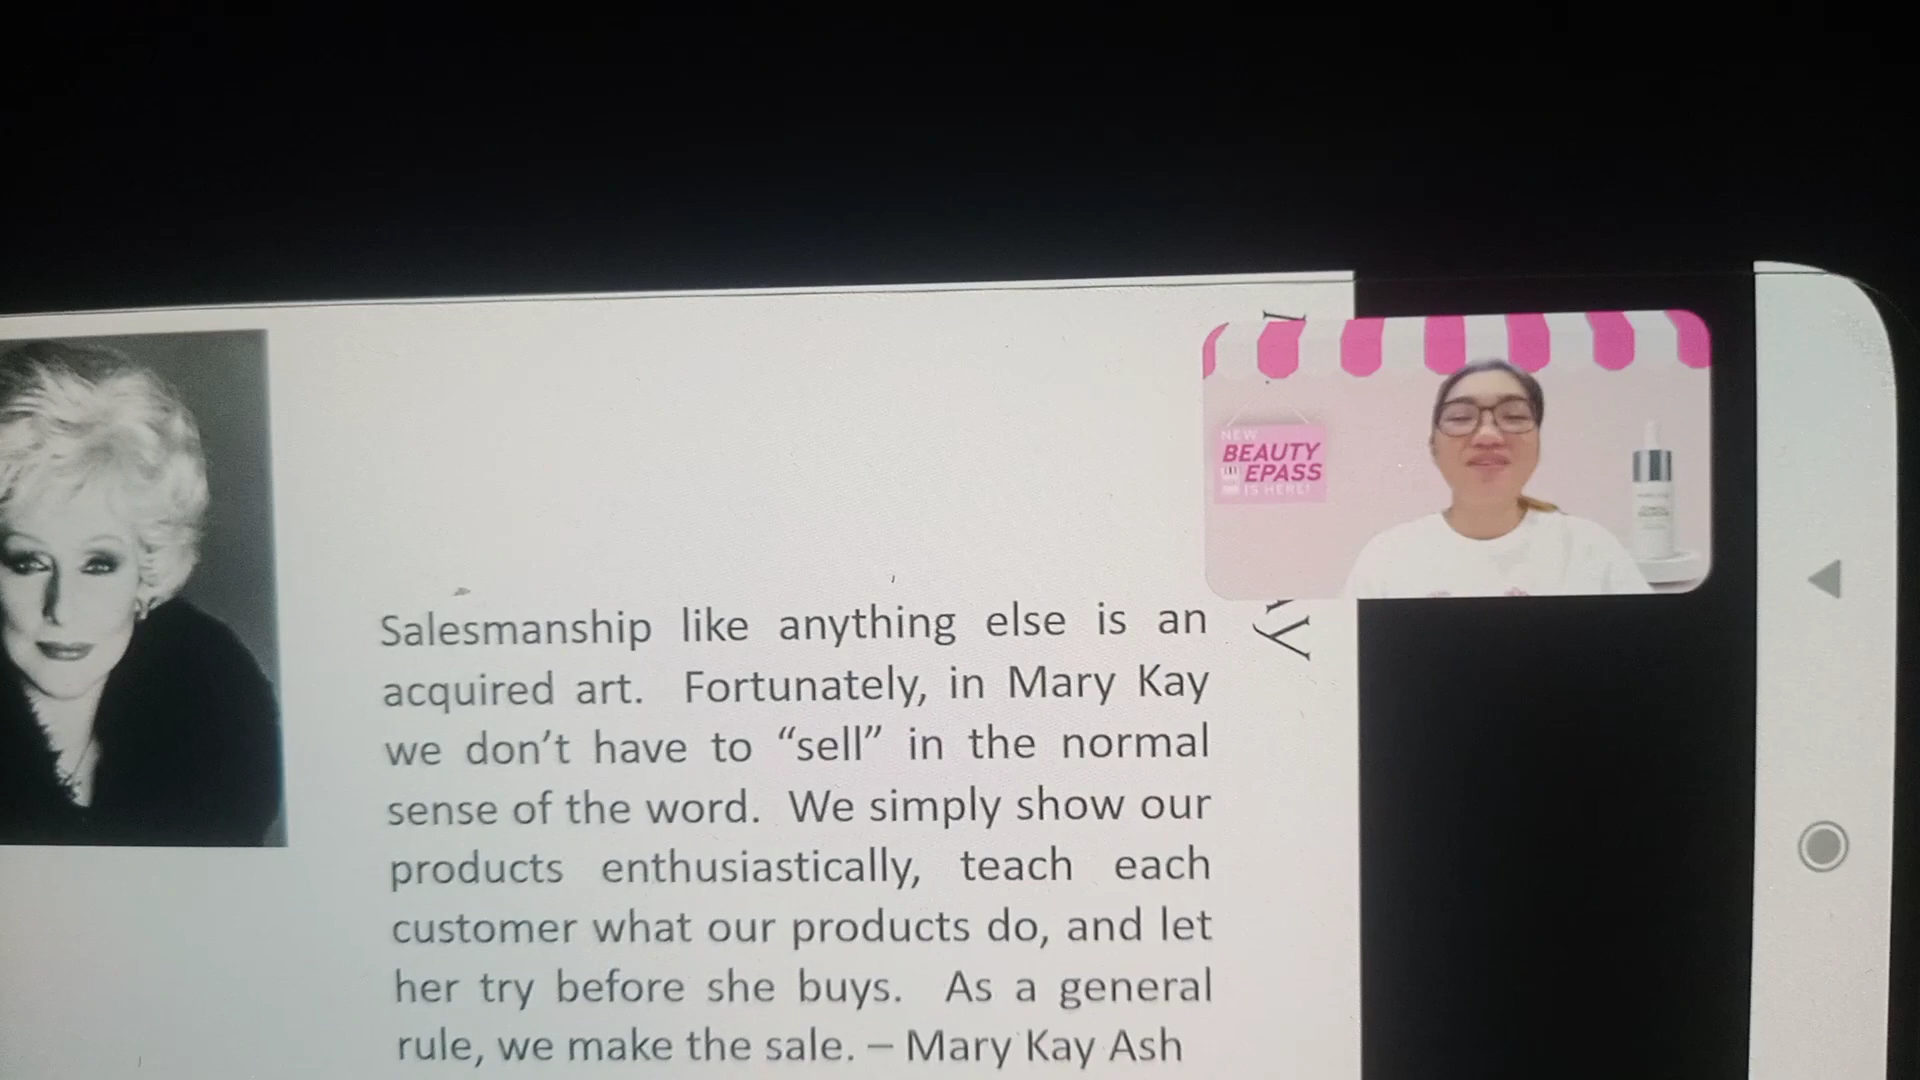 NEW
BEAUTY
EPASS
IS HERE!
Salesmanship like anything else is an
acquired art. Fortunately, in Mary Kay
we don't have to “sell” in the normal
sense of the word. We simply show our
products enthusiastically, teach each
customer what our products do, and let
her try before she buys. As a general
rule, we make the sale. – Mary Kay Ash